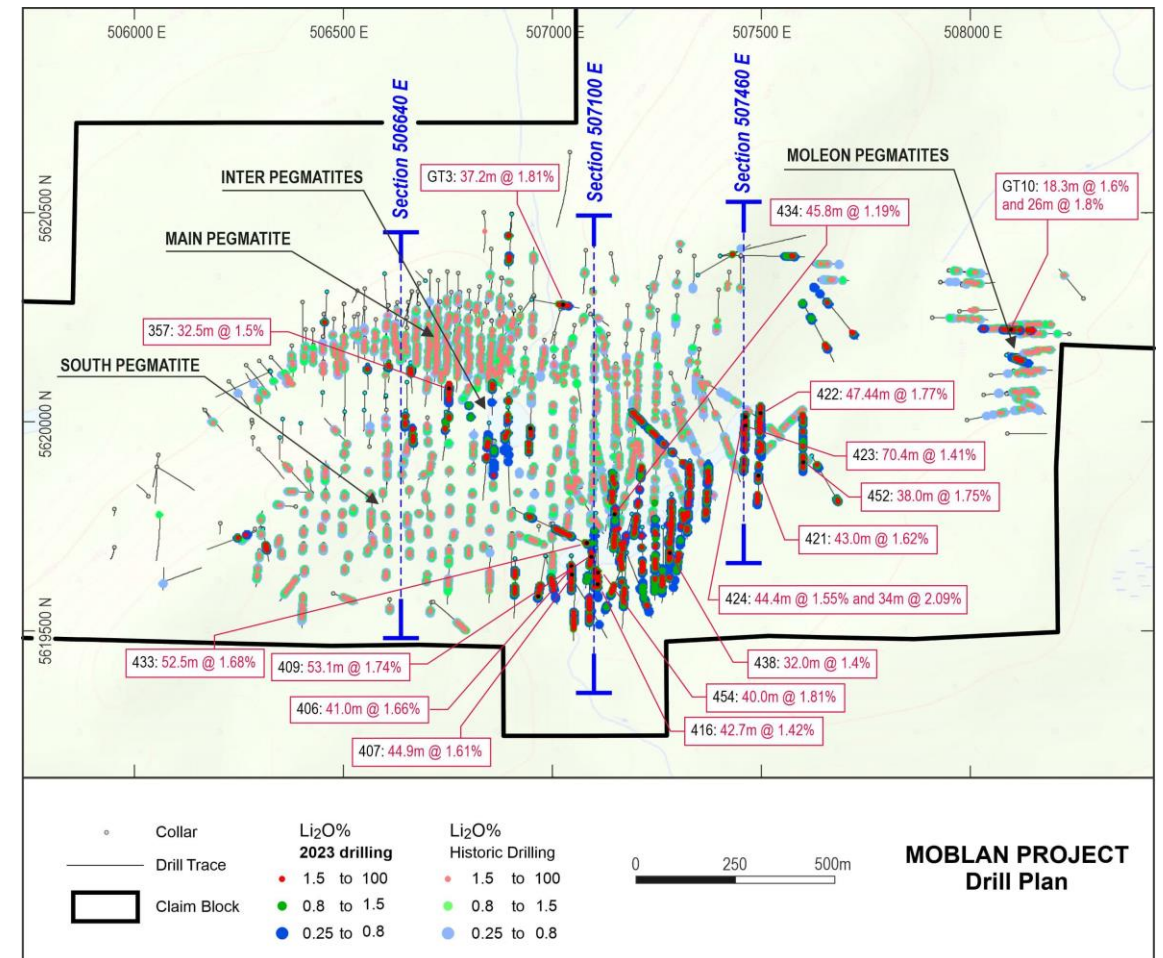 506000 E
506500 E
507000 E
507500 E
508000 E
5620500 N
5620000 N
5619500 N
Section 506640 E
Section 507100 E
Section 507460 E
INTER PEGMATITES
MAIN PEGMATITE
SOUTH PEGMATITE
MOLEON PEGMATITES
GT3: 37.2m @ 1.81%
434: 45.8m @ 1.19%
GT10: 18.3m @ 1.6%
and 26m @ 1.8%
357: 32.5m @ 1.5%
422: 47.44m @ 1.77%
423: 70.4m @ 1.41%
452: 38.0m @ 1.75%
421: 43.0m @ 1.62%
424: 44.4m @ 1.55% and 34m @ 2.09%
433: 52.5m @ 1.68%
409: 53.1m @ 1.74%
438: 32.0m @ 1.4%
406: 41.0m @ 1.66%
454: 40.0m @ 1.81%
416: 42.7m @ 1.42%
407: 44.9m @ 1.61%
Collar
Drill Trace
Claim Block
Li2O%
2023 drilling
1.5 to 100
0.8 to 1.5
0.25 to 0.8
Li2O%
Historic Drilling
1.5 to 100
0.8 to 1.5
0.25 to 0.8
0 250 500m
MOBLAN PROJECT
Drill Plan